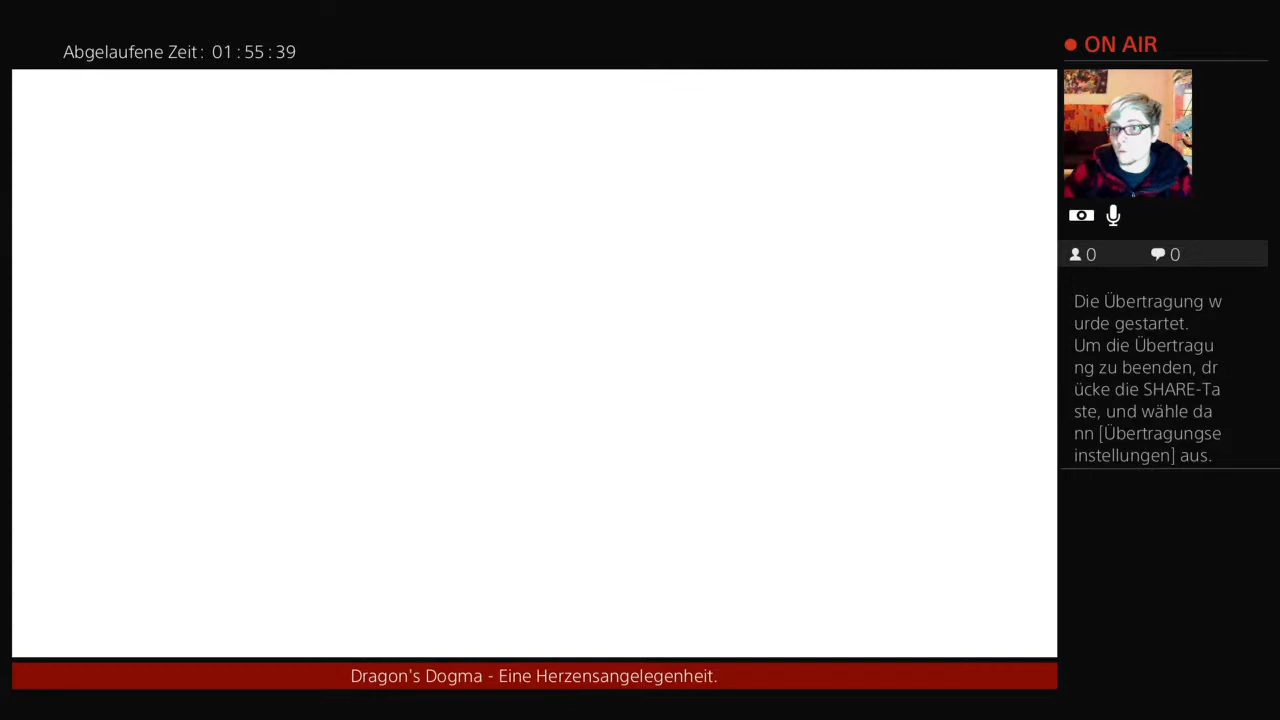 Abgelaufene Zeit: 01:55:39
ON AIR
0 0
Die Übertragung w
urde gestartet.
Um die Übertragu
ng zu beenden, dr
ücke die SHARE-Ta
ste, und wähle da
nn [Übertragungse
instellungen] aus.
Dragon's Dogma - Eine Herzensangelegenheit.